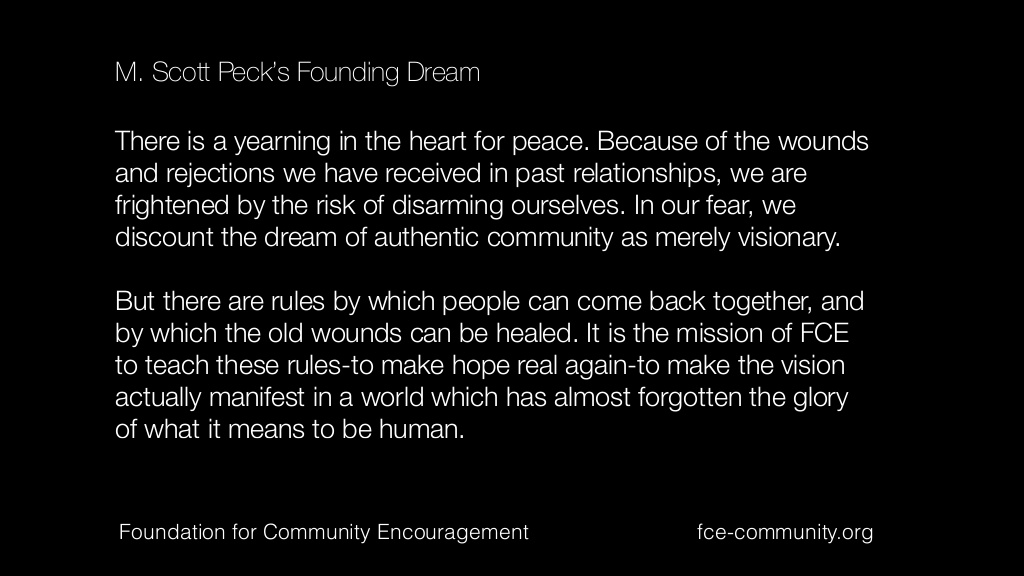 M. Scott Peck's Founding Dream
There is a yearning in the heart for peace. Because of the wounds
and rejections we have received in past relationships, we are
frightened by the risk of disarming ourselves. In our fear, we
discount the dream of authentic community as merely visionary.
But there are rules by which people can come back together, and
by which the old wounds can be healed. It is the mission of FCE
to teach these rules-to make hope real again-to make the vision
actually manifest in a world which has almost forgotten the glory
of what it means to be human.
Foundation for Community Encouragement
fce-community.org